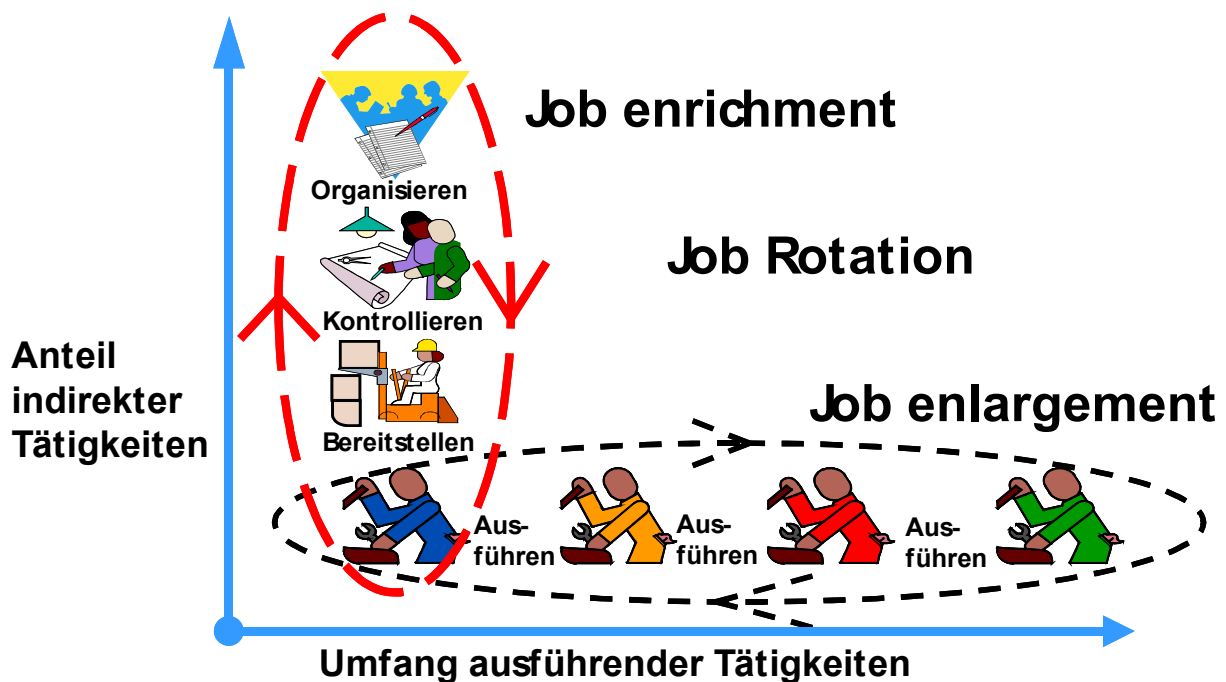 Job enrichment
Organisieren
Job Rotation
Kontrollieren
Anteil
indirekter
Tätigkeiten
Job enlargement
Bereitstellen
Aus-
führen
Aus-
führen
Aus-
führen
Umfang ausführender Tätigkeiten